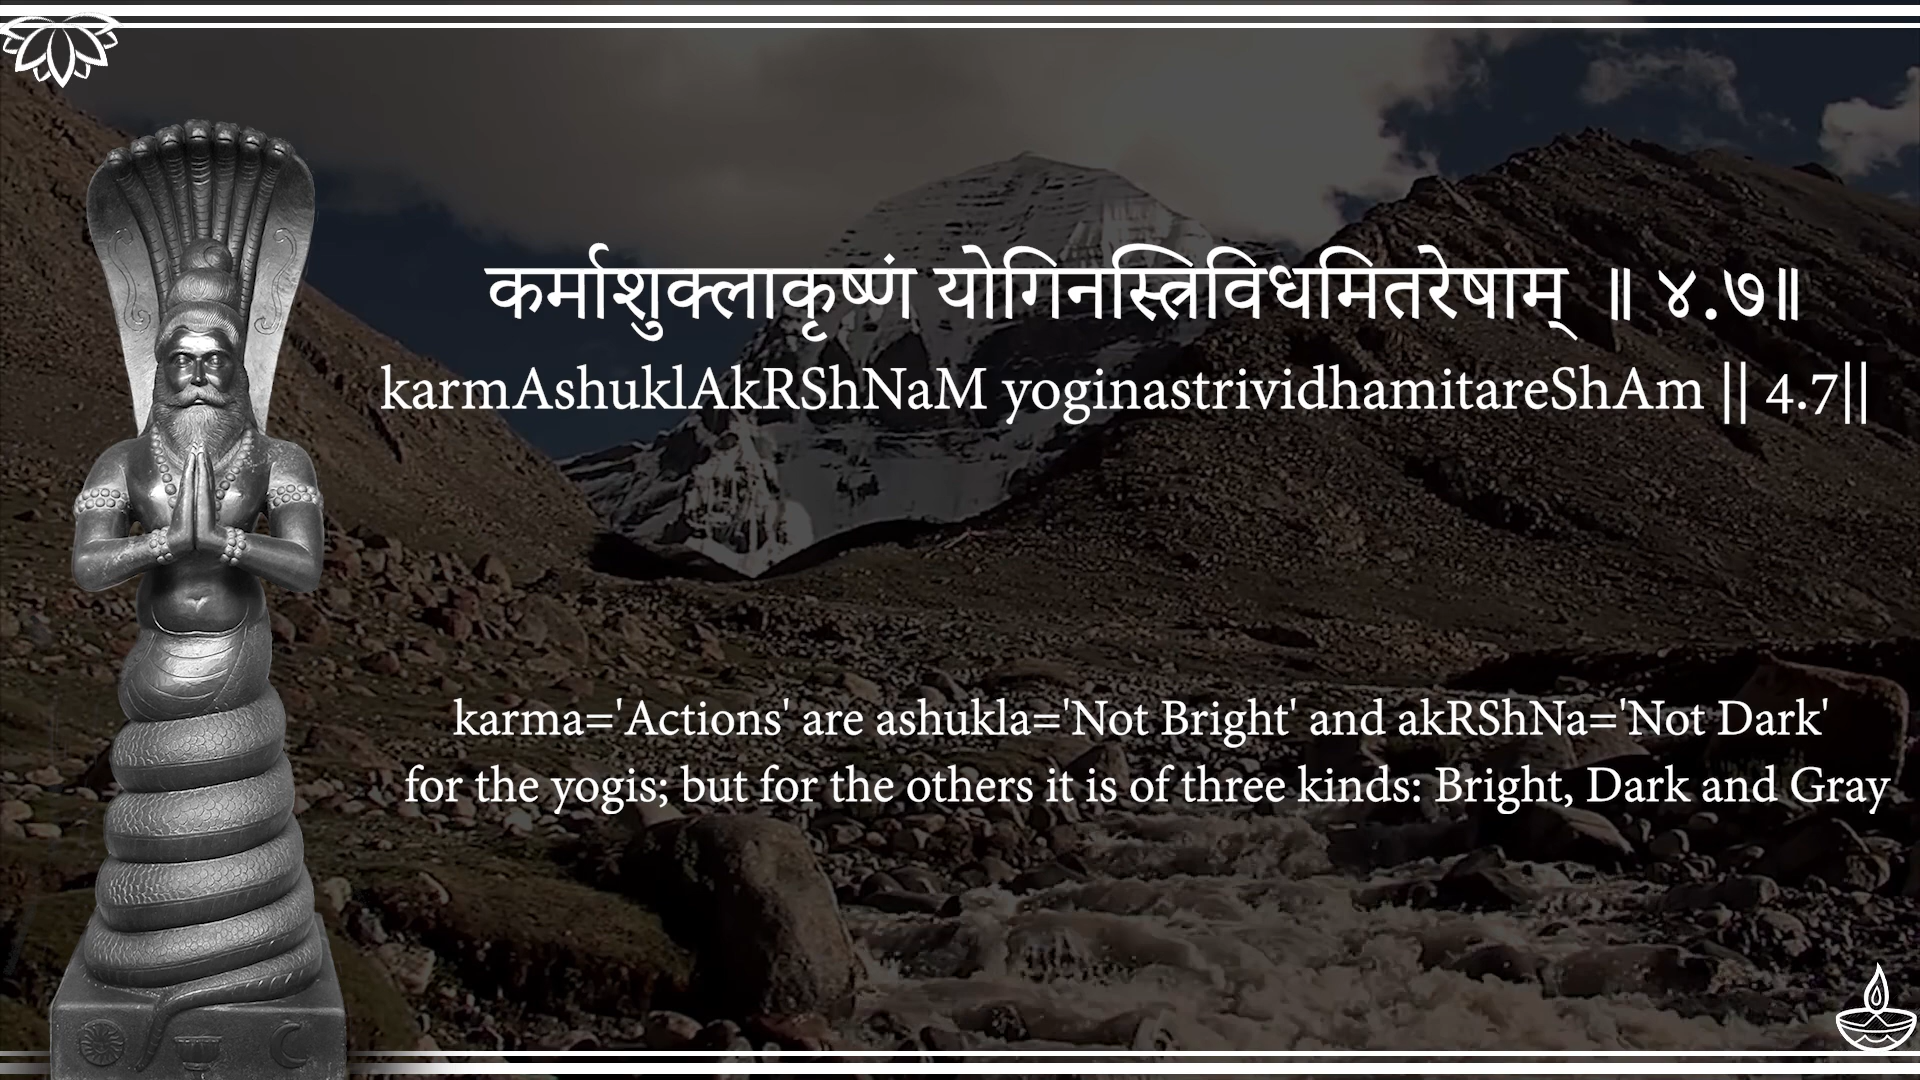 कर्माशुक्लाकृष्णं योगिनस्त्रिविधमितरेषाम् ॥ ४.७॥
karmAshuklAkRShNaM yoginastrividhamitareShAm || 4.7||
karma='Actions' are ashukla='Not Bright' and akRShNa='Not Dark'
for the yogis; but for the others it is of three kinds: Bright, Dark and Gray